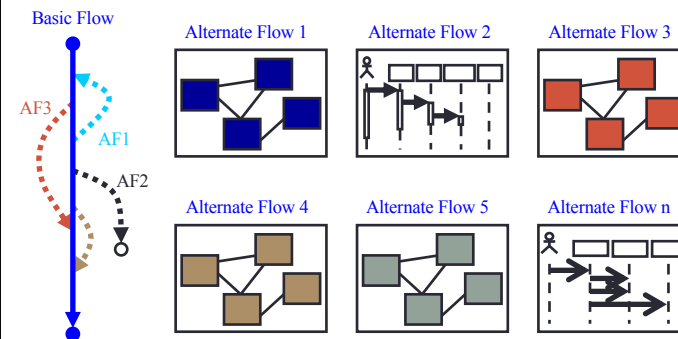 Basic Flow
Alternate Flow 1
Alternate Flow 2
Alternate Flow 3
AF3
AF1
AF2
Alternate Flow 4
Alternate Flow 5
Alternate Flow n